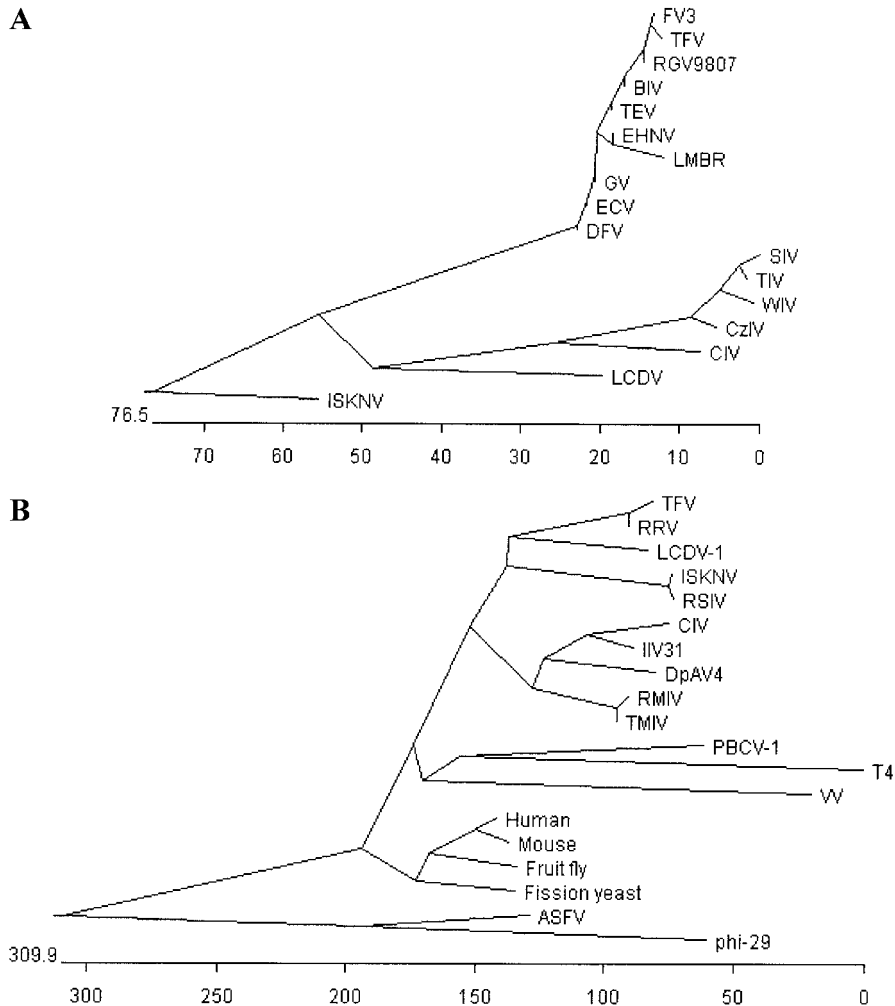 A
FV3
TFV
RGV9807
BIV
TEV
EHNV
LMBR
GV
ECV
DFV
SIV
TIV
WIV
CzIV
CIV
LCDV
ISKNV
76.5
70 60 50 40 30 20 10 0
B
TFV
RRV
LCDV-1
ISKNV
RSIV
CIV
IIV31
DpAV4
RMIV
TMIV
PBCV-1
T4
VV
Human
Mouse
Fruit fly
Fission yeast
ASFV
phi-29
309.9
300 250 200 150 100 50 0